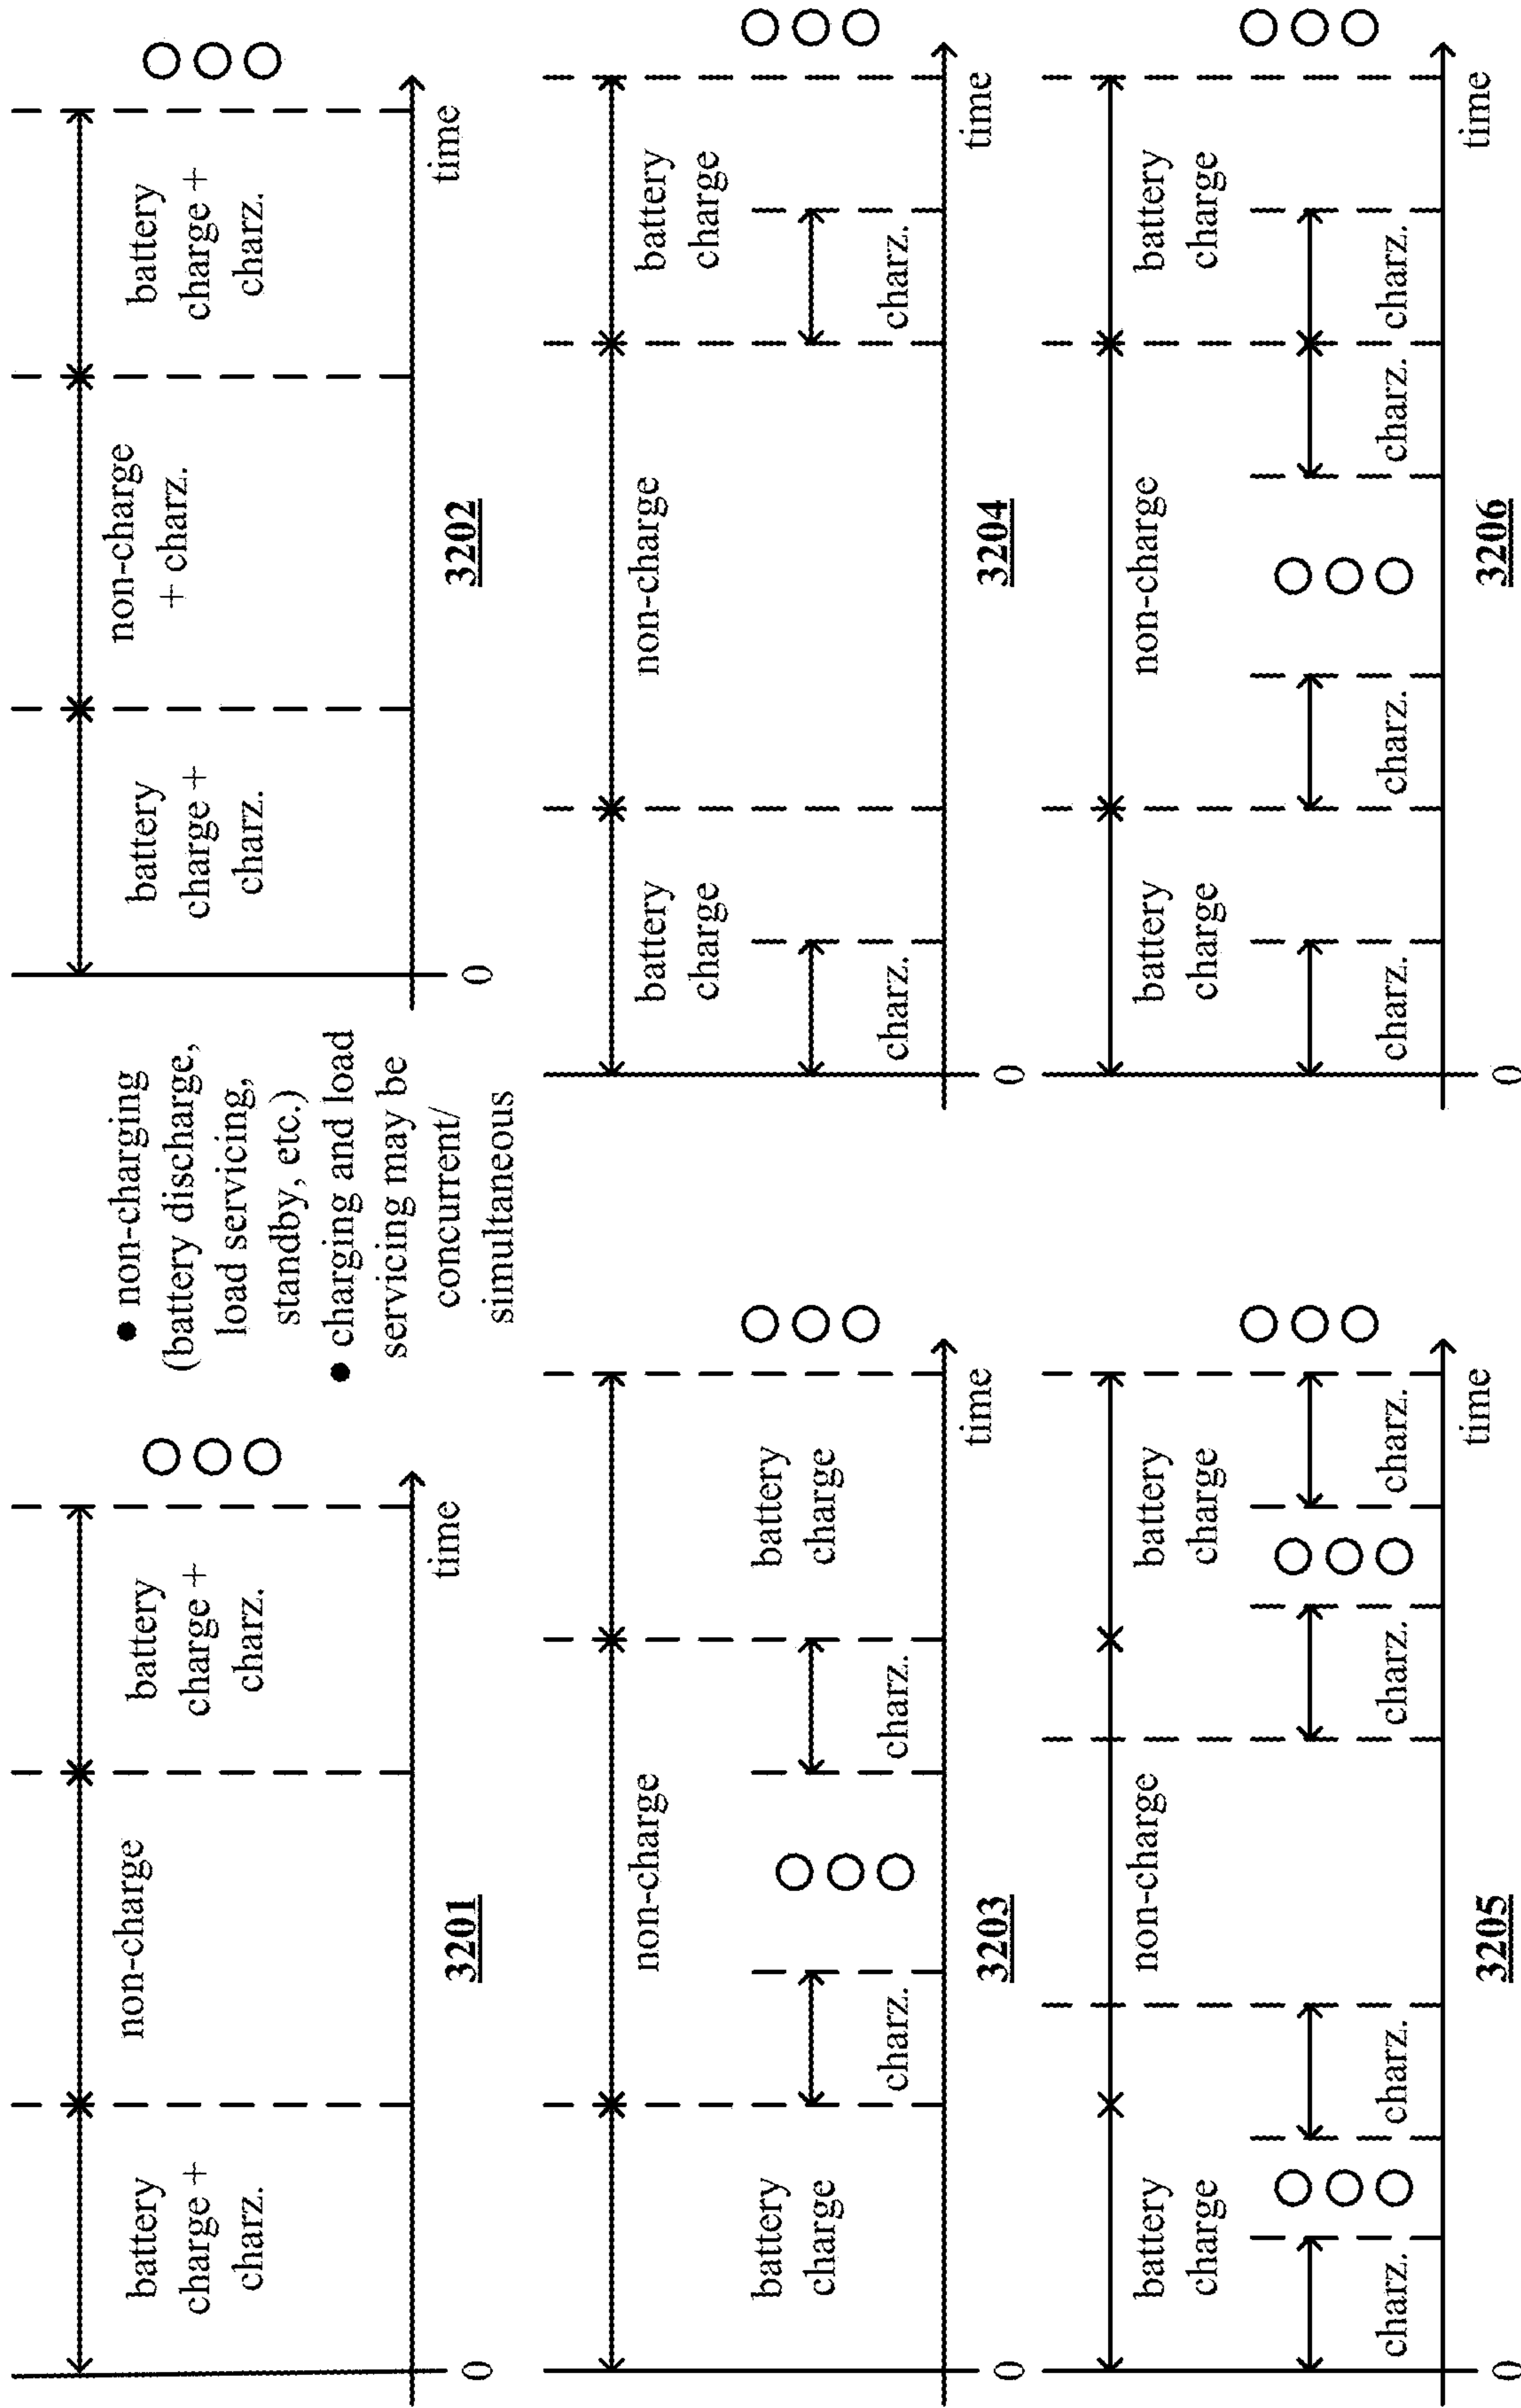 battery
charge +
charz.
non-charge
battery
charge +
charz.
time
0
3201
● non-charging
(battery discharge,
load servicing,
standby, etc.)
● charging and load
servicing may be
concurrent/
simultaneous
battery
charge +
charz.
non-charge
+ charz.
battery
charge +
charz.
time
0
3202
battery
charge
non-charge
charz.
charz.
battery
charge
time
0
3203
battery
charge
charz.
non-charge
battery
charge
charz.
time
0
3204
battery
charge
charz.
charz.
non-charge
battery
charge
charz.
charz.
time
0
3205
battery
charge
charz.
non-charge
charz.
charz.
battery
charge
charz.
time
0
3206